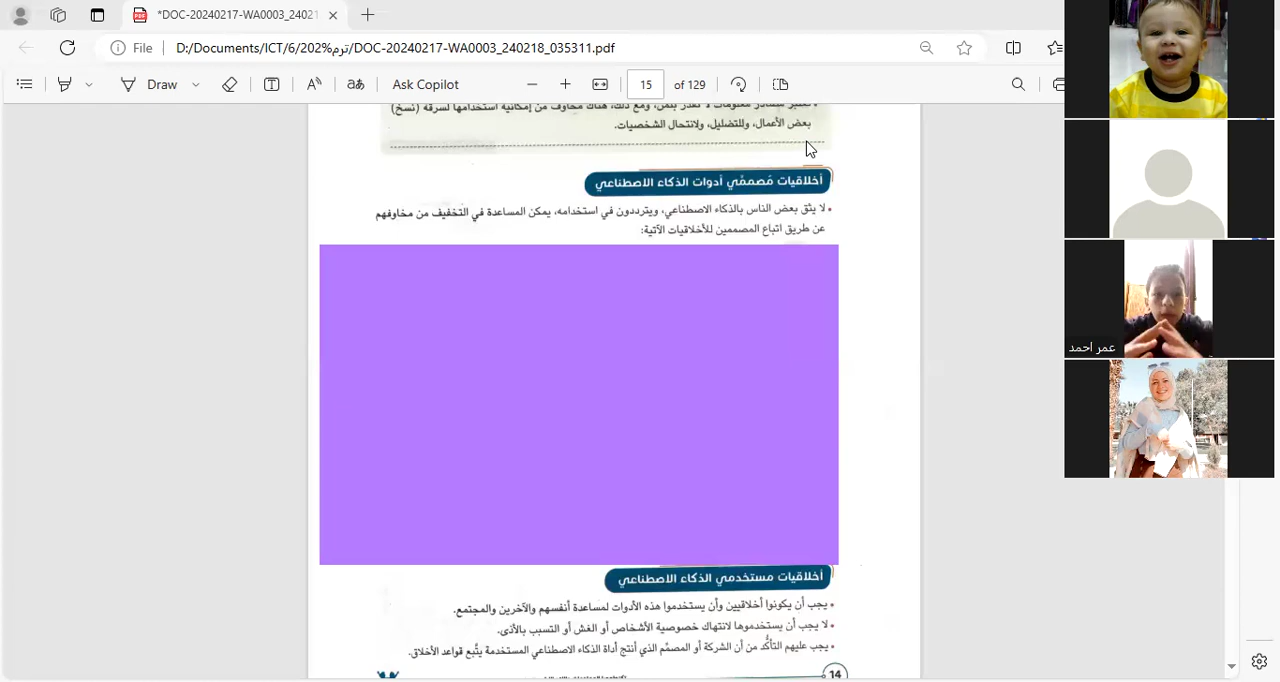 *DOC-20240217-WA0003_24021
File
D:/Documents/ICT/6/202%ترم/DOC-20240217-WA0003_240218_035311.pdf
Draw
Ask Copilot
15 of 129
بعض الأعمال، وللتضليل، ولانتحال الشخصيات.
أخلاقيات مُصممي أدوات الذكاء الاصطناعي
• لا يثق بعض الناس بالذكاء الاصطناعي، ويترددون في استخدامه، يمكن المساعدة في التخفيف من مخاوفهم
عن طريق اتباع المصممين للأخلاقيات الآتية:
أخلاقيات مستخدمي الذكاء الاصطناعي
• يجب أن يكونوا أخلاقيين وأن يستخدموا هذه الأدوات لمساعدة أنفسهم والآخرين والمجتمع.
• لا يجب أن يستخدموها لانتهاك خصوصية الأشخاص أو الغش أو التسبب بالأذى.
• يجب عليهم التأكُّد من أن الشركة أو المصمِّم الذي أنتج أداة الذكاء الاصطناعي المستخدمة يتَّبع قواعد الأخلاق.
14
عمر احمد